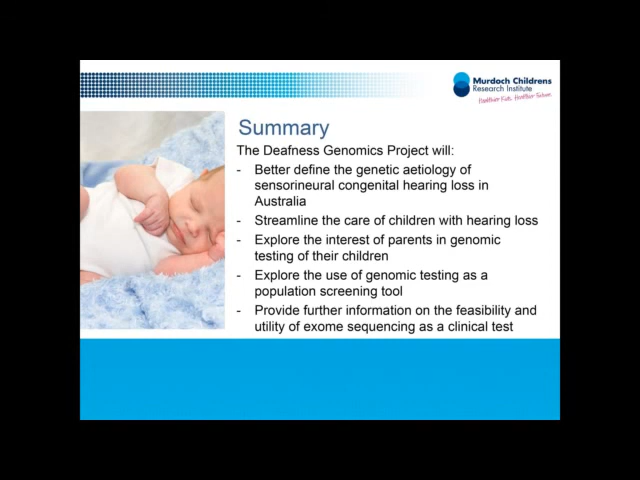 Murdoch Childrens
Research Institute
Healthier Kids, Healthier Future
Summary
The Deafness Genomics Project will:
- Better define the genetic aetiology of
sensorineural congenital hearing loss in
Australia
- Streamline the care of children with hearing loss
- Explore the interest of parents in genomic
testing of their children
- Explore the use of genomic testing as a
population screening tool
- Provide further information on the feasibility and
utility of exome sequencing as a clinical test